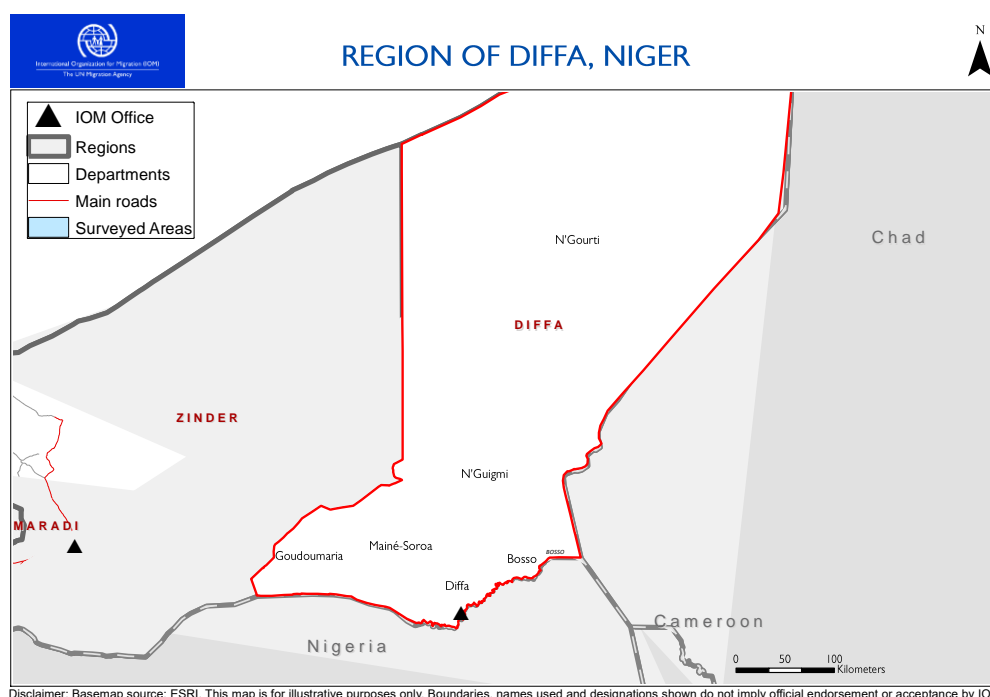 International Organization for Migration (IOM)
The UN Migration Agency
REGION OF DIFFA, NIGER
N
IOM Office
Regions
Departments
Main roads
Surveyed Areas
N'Gourti
Chad
DIFFA
ZINDER
N'Guigmi
MARADI
Mainé-Soroa
Goudoumaria
Bosso
BOSSO
Diffa
Cameroon
Nigeria
0 50 100
Kilometers
Disclaimer: Basemap source: ESRI. This map is for illustrative purposes only. Boundaries, names used and designations shown do not imply official endorsement or acceptance by IO